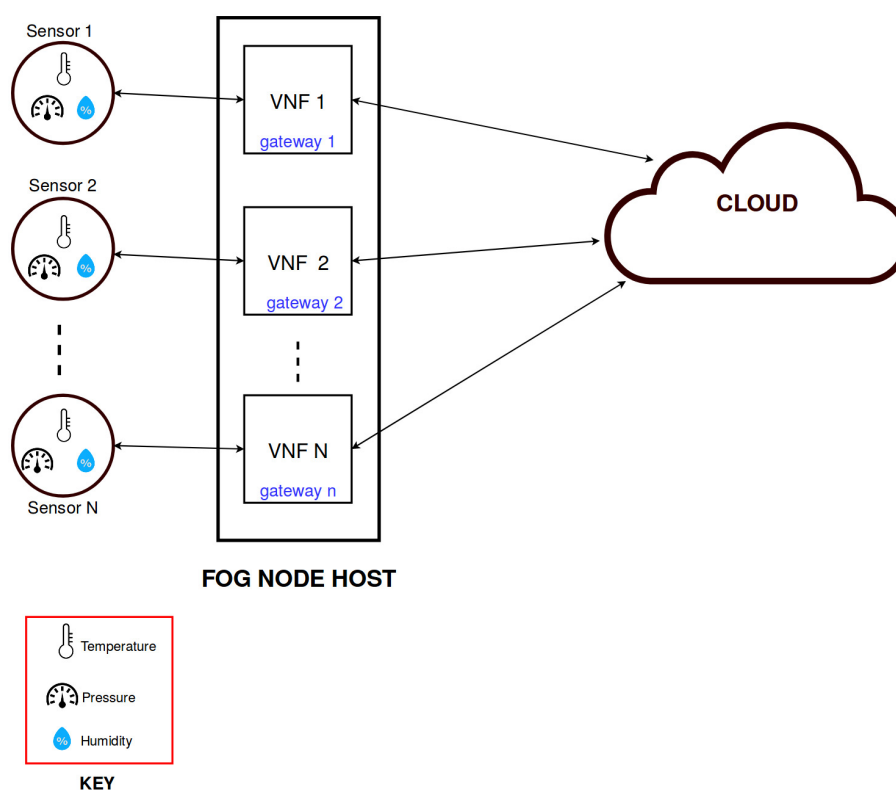 Sensor 1
%
VNF 1
gateway 1
Sensor 2
%
VNF 2
gateway 2
CLOUD
%
VNF N
gateway n
Sensor N
FOG NODE HOST
Temperature
Pressure
% Humidity
KEY